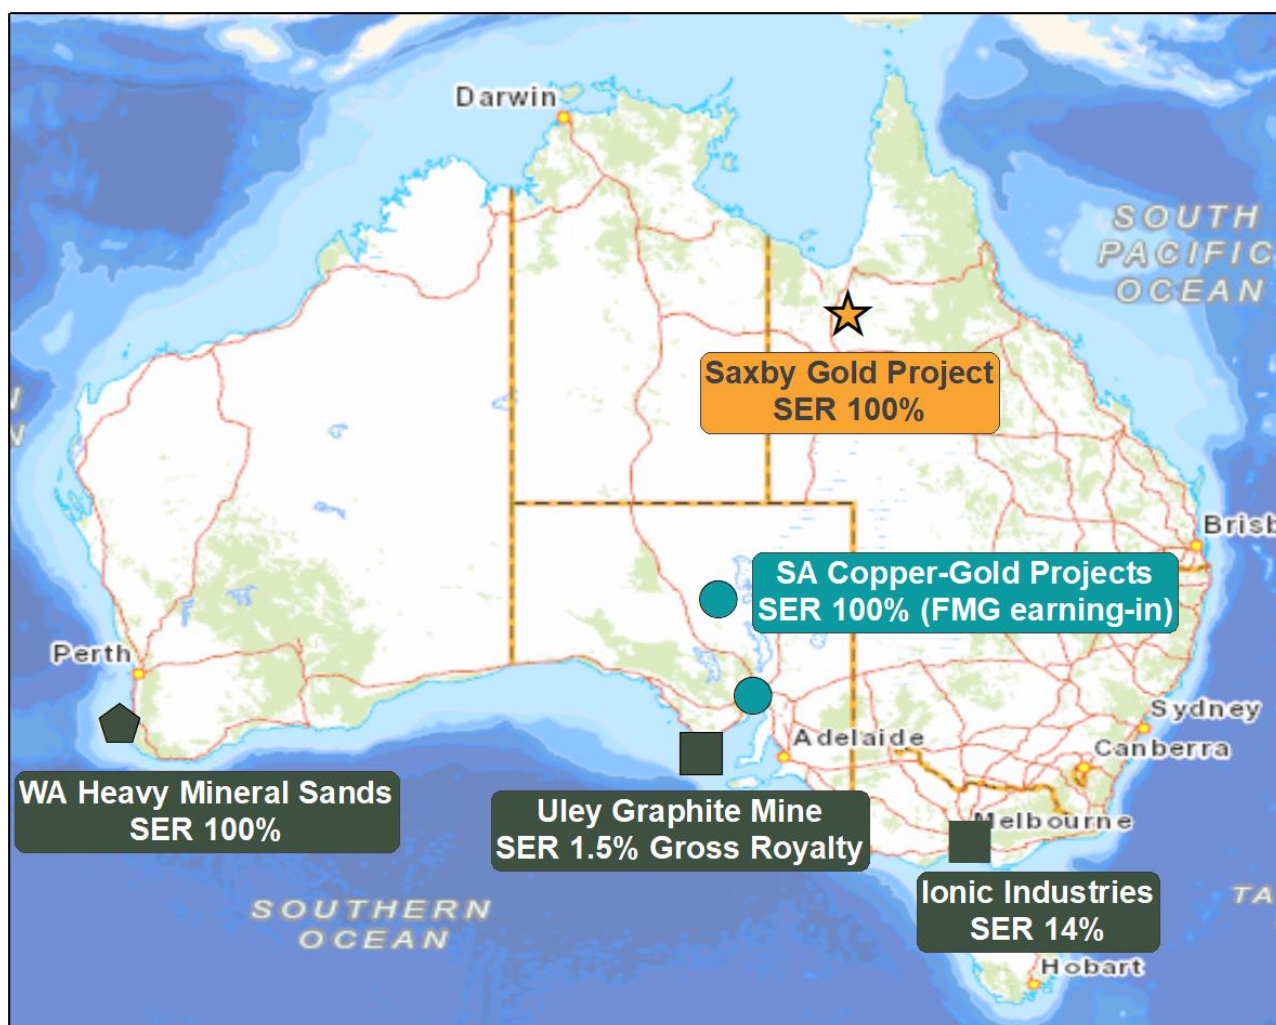 Darwin
SOUTH
PACIFIC
OCEAN
Saxby Gold Project
SER 100%
Brisb
SA Copper-Gold Projects
SER 100% (FMG earning-in)
Perth
Sydney
Adelaide
Canberra
WA Heavy Mineral Sands
SER 100%
Uley Graphite Mine
SER 1.5% Gross Royalty
Melbourne
Ionic Industries
SER 14%
SOUTHERN
OCEAN
TA
Hobart